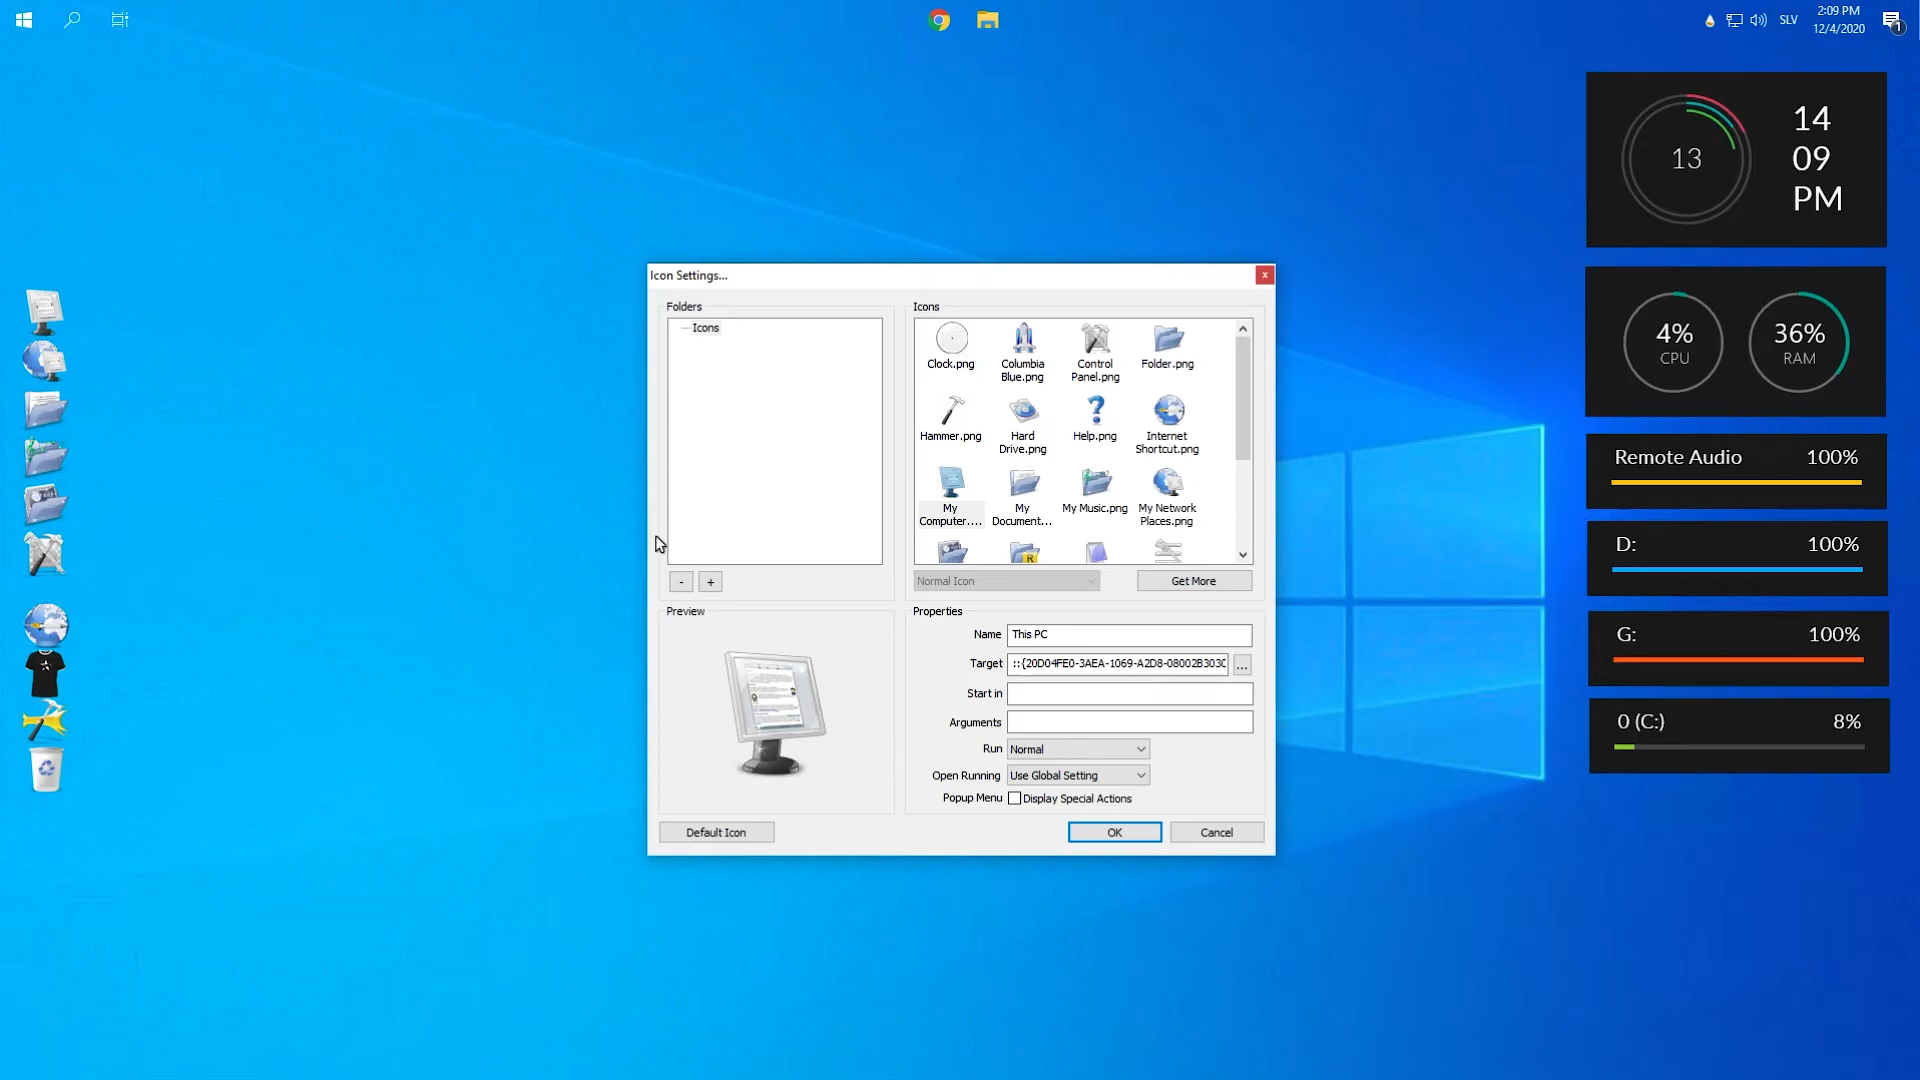 SLV
2:09 PM
12/4/2020
1
13
14
09
PM
4%
CPU
36%
RAM
Remote Audio 100%
D: 100%
G: 100%
0 (C:) 8%
Icon Settings...
x
Folders
Icons
- +
Icons
Clock.png
Columbia
Blue.png
Control
Panel.png
Folder.png
Hammer.png
Hard
Drive.png
Help.png
Internet
Shortcut.png
My
Computer....
My
Document...
My Music.png
My Network
Places.png
R
Normal Icon
Get More
Preview
Properties
Name This PC
Target ::{20D04FE0-3AEA-1069-A2D8-08002B303C ...
Start in
Arguments
Run Normal
Open Running Use Global Setting
Popup Menu Display Special Actions
Default Icon
OK
Cancel